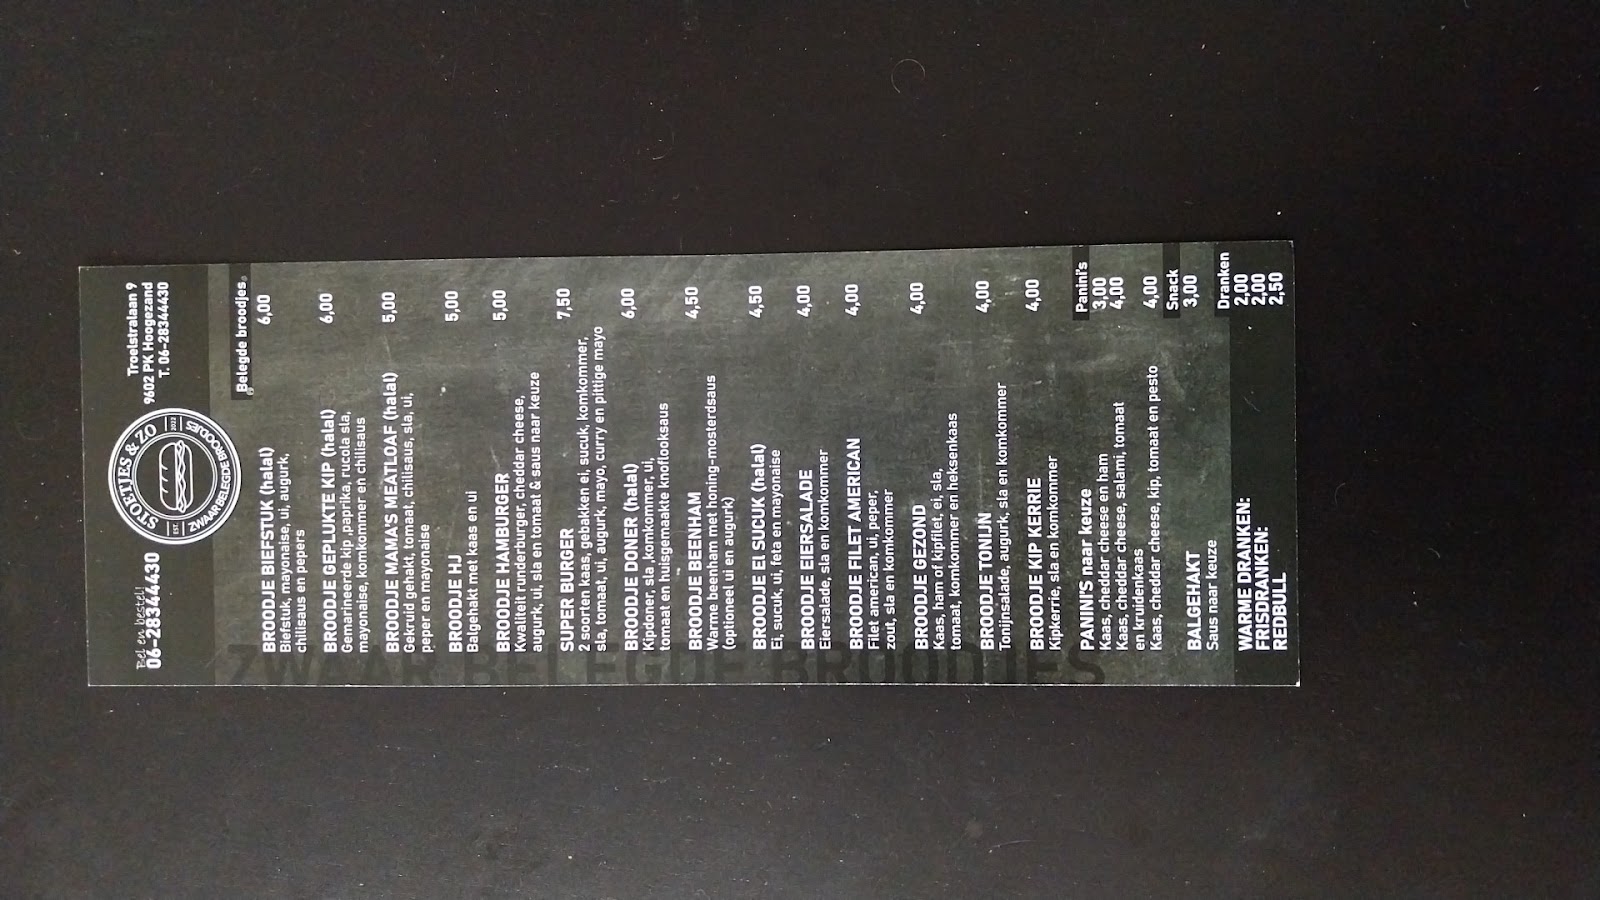 Bel en bestel!
06-28344430
STOETJES & ZO
EST. 2022
ZWAAR BELEGDE BROODJES
Troelstralaan 9
9602 PK Hoogezand
T. 06-28344430
Belegde broodjes
BROODJE BIEFSTUK (halal) 6,00
Biefstuk, mayonaise, ui, augurk,
chilisaus en pepers
BROODJE GEPLUKTE KIP (halal) 6,00
Gemarineerde kip, paprika, rucola sla,
mayonaise, komkommer en chilisaus
BROODJE MAMA'S MEATLOAF (halal) 5,00
Gekruid gehakt, tomaat, chilisaus, sla, ui,
peper en mayonaise
BROODJE HJ 5,00
Balgehakt met kaas en ui
BROODJE HAMBURGER 5,00
Kwaliteit runderburger, cheddar cheese,
augurk, ui, sla en tomaat & saus naar keuze
SUPER BURGER 7,50
2 soorten kaas, gebakken ei, sucuk, komkommer,
sla, tomaat, ui, augurk, mayo, curry en pittige mayo
BROODJE DONER (halal) 6,00
Kipdoner, sla ,komkommer, ui,
tomaat en huisgemaakte knoflooksaus
BROODJE BEENHAM 4,50
Warme beenham met honing-mosterdsaus
(optioneel ui en augurk)
BROODJE EI SUCUK (halal) 4,50
Ei, sucuk, ui, feta en mayonaise
BROODJE EIERSALADE 4,00
Eiersalade, sla en komkommer
BROODJE FILET AMERICAN 4,00
Filet american, ui, peper,
zout, sla en komkommer
BROODJE GEZOND 4,00
Kaas, ham of kipfilet, ei, sla,
tomaat, komkommer en heksenkaas
BROODJE TONIJN 4,00
Tonijnsalade, augurk, sla en komkommer
BROODJE KIP KERRIE 4,00
Kipkerrie, sla en komkommer
Panini's
PANINI'S naar keuze
Kaas, cheddar cheese en ham 3,00
Kaas, cheddar cheese, salami, tomaat 4,00
en kruidenkaas
Kaas, cheddar cheese, kip, tomaat en pesto 4,00
Snack
BALGEHAKT 3,00
Saus naar keuze
Dranken
WARME DRANKEN: 2,00
FRISDRANKEN: 2,00
REDBULL 2,50
ZWAAR BELEGDE BROODJES